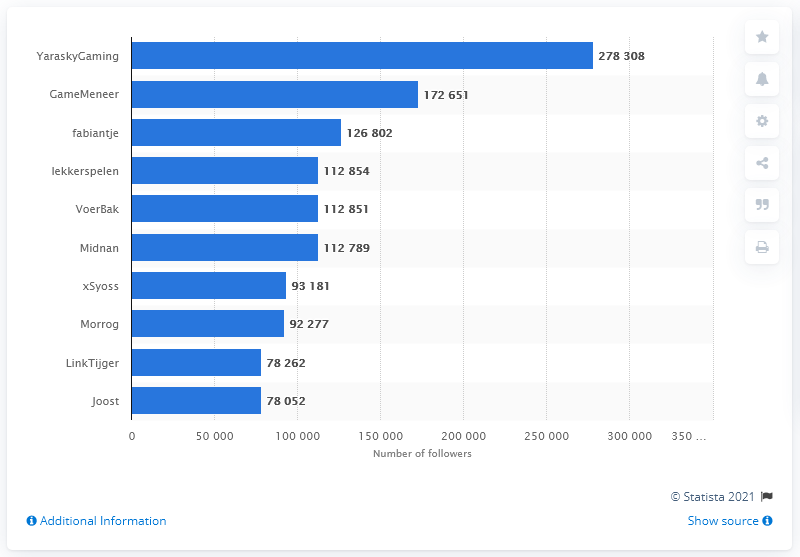 YaraskyGaming 278 308
GameMeneer 172 651
fabiantje 126 802
lekkerspelen 112 854
VoerBak 112 851
Midnan 112 789
xSyoss 93 181
Morrog 92 277
LinkTijger 78 262
Joost 78 052
0 50 000 100 000 150 000 200 000 250 000 300 000 350 ...
Number of followers
© Statista 2021
Additional Information Show source